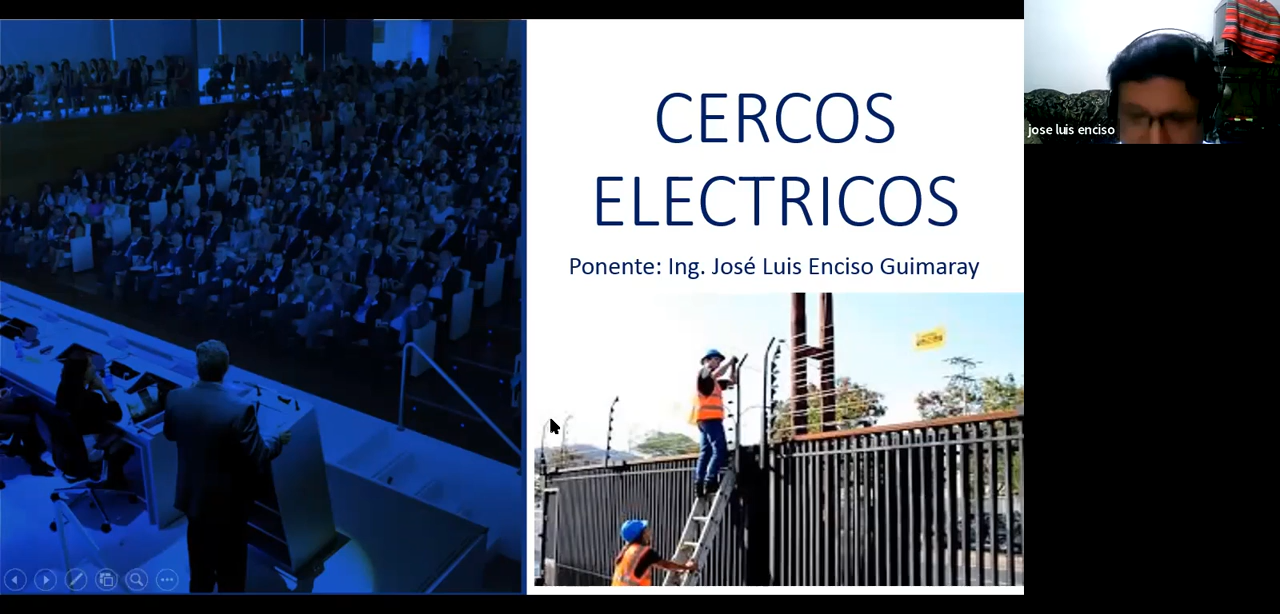 CERCOS
ELECTRICOS
Ponente: Ing. José Luis Enciso Guimaray
jose luis enciso